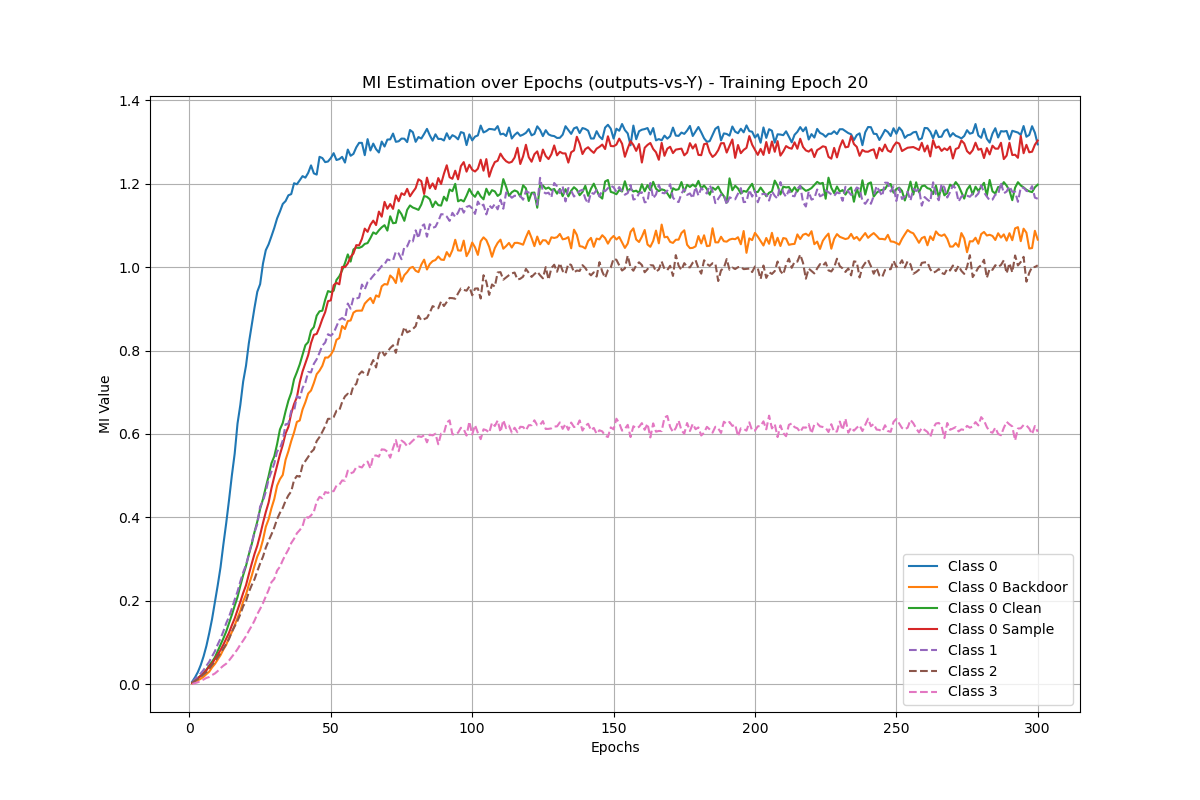 MI Estimation over Epochs (outputs-vs-Y) - Training Epoch 20
MI Value
1.4
1.2
1.0
0.8
0.6
0.4
0.2
0.0
0 50 100 150 200 250 300
Epochs
Class 0
Class 0 Backdoor
Class 0 Clean
Class 0 Sample
Class 1
Class 2
Class 3